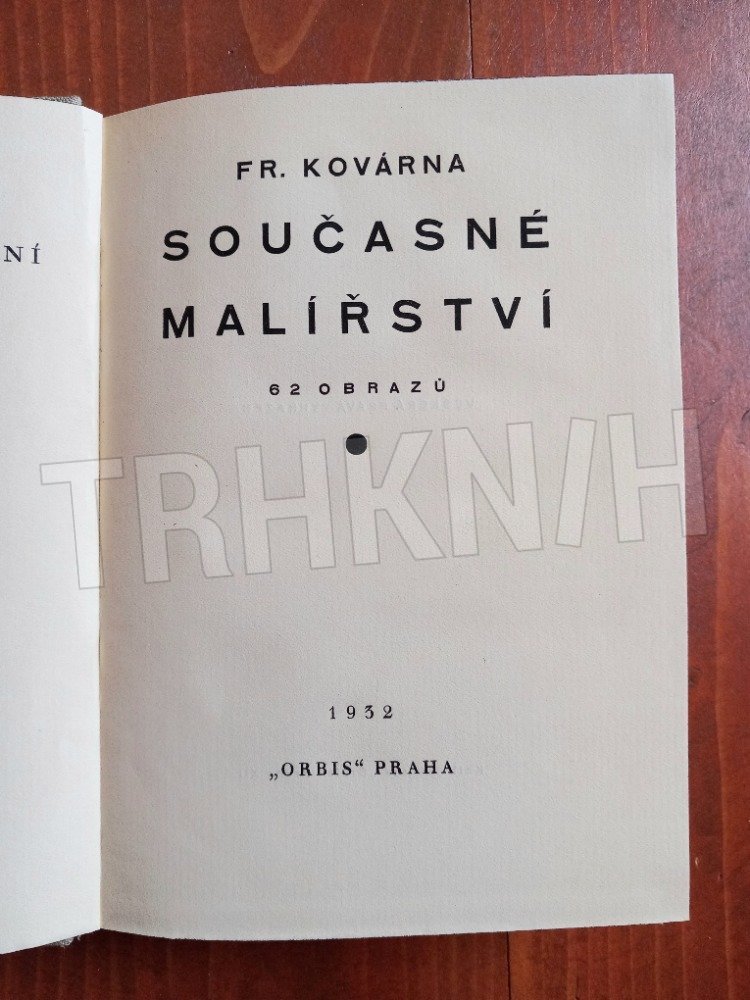 NÍ
FR. KOVÁRNA
SOUČASNÉ
MALÍŘSTVÍ
62 OBRAZŮ
TRHKNIH
1932
„ORBIS“ PRAHA